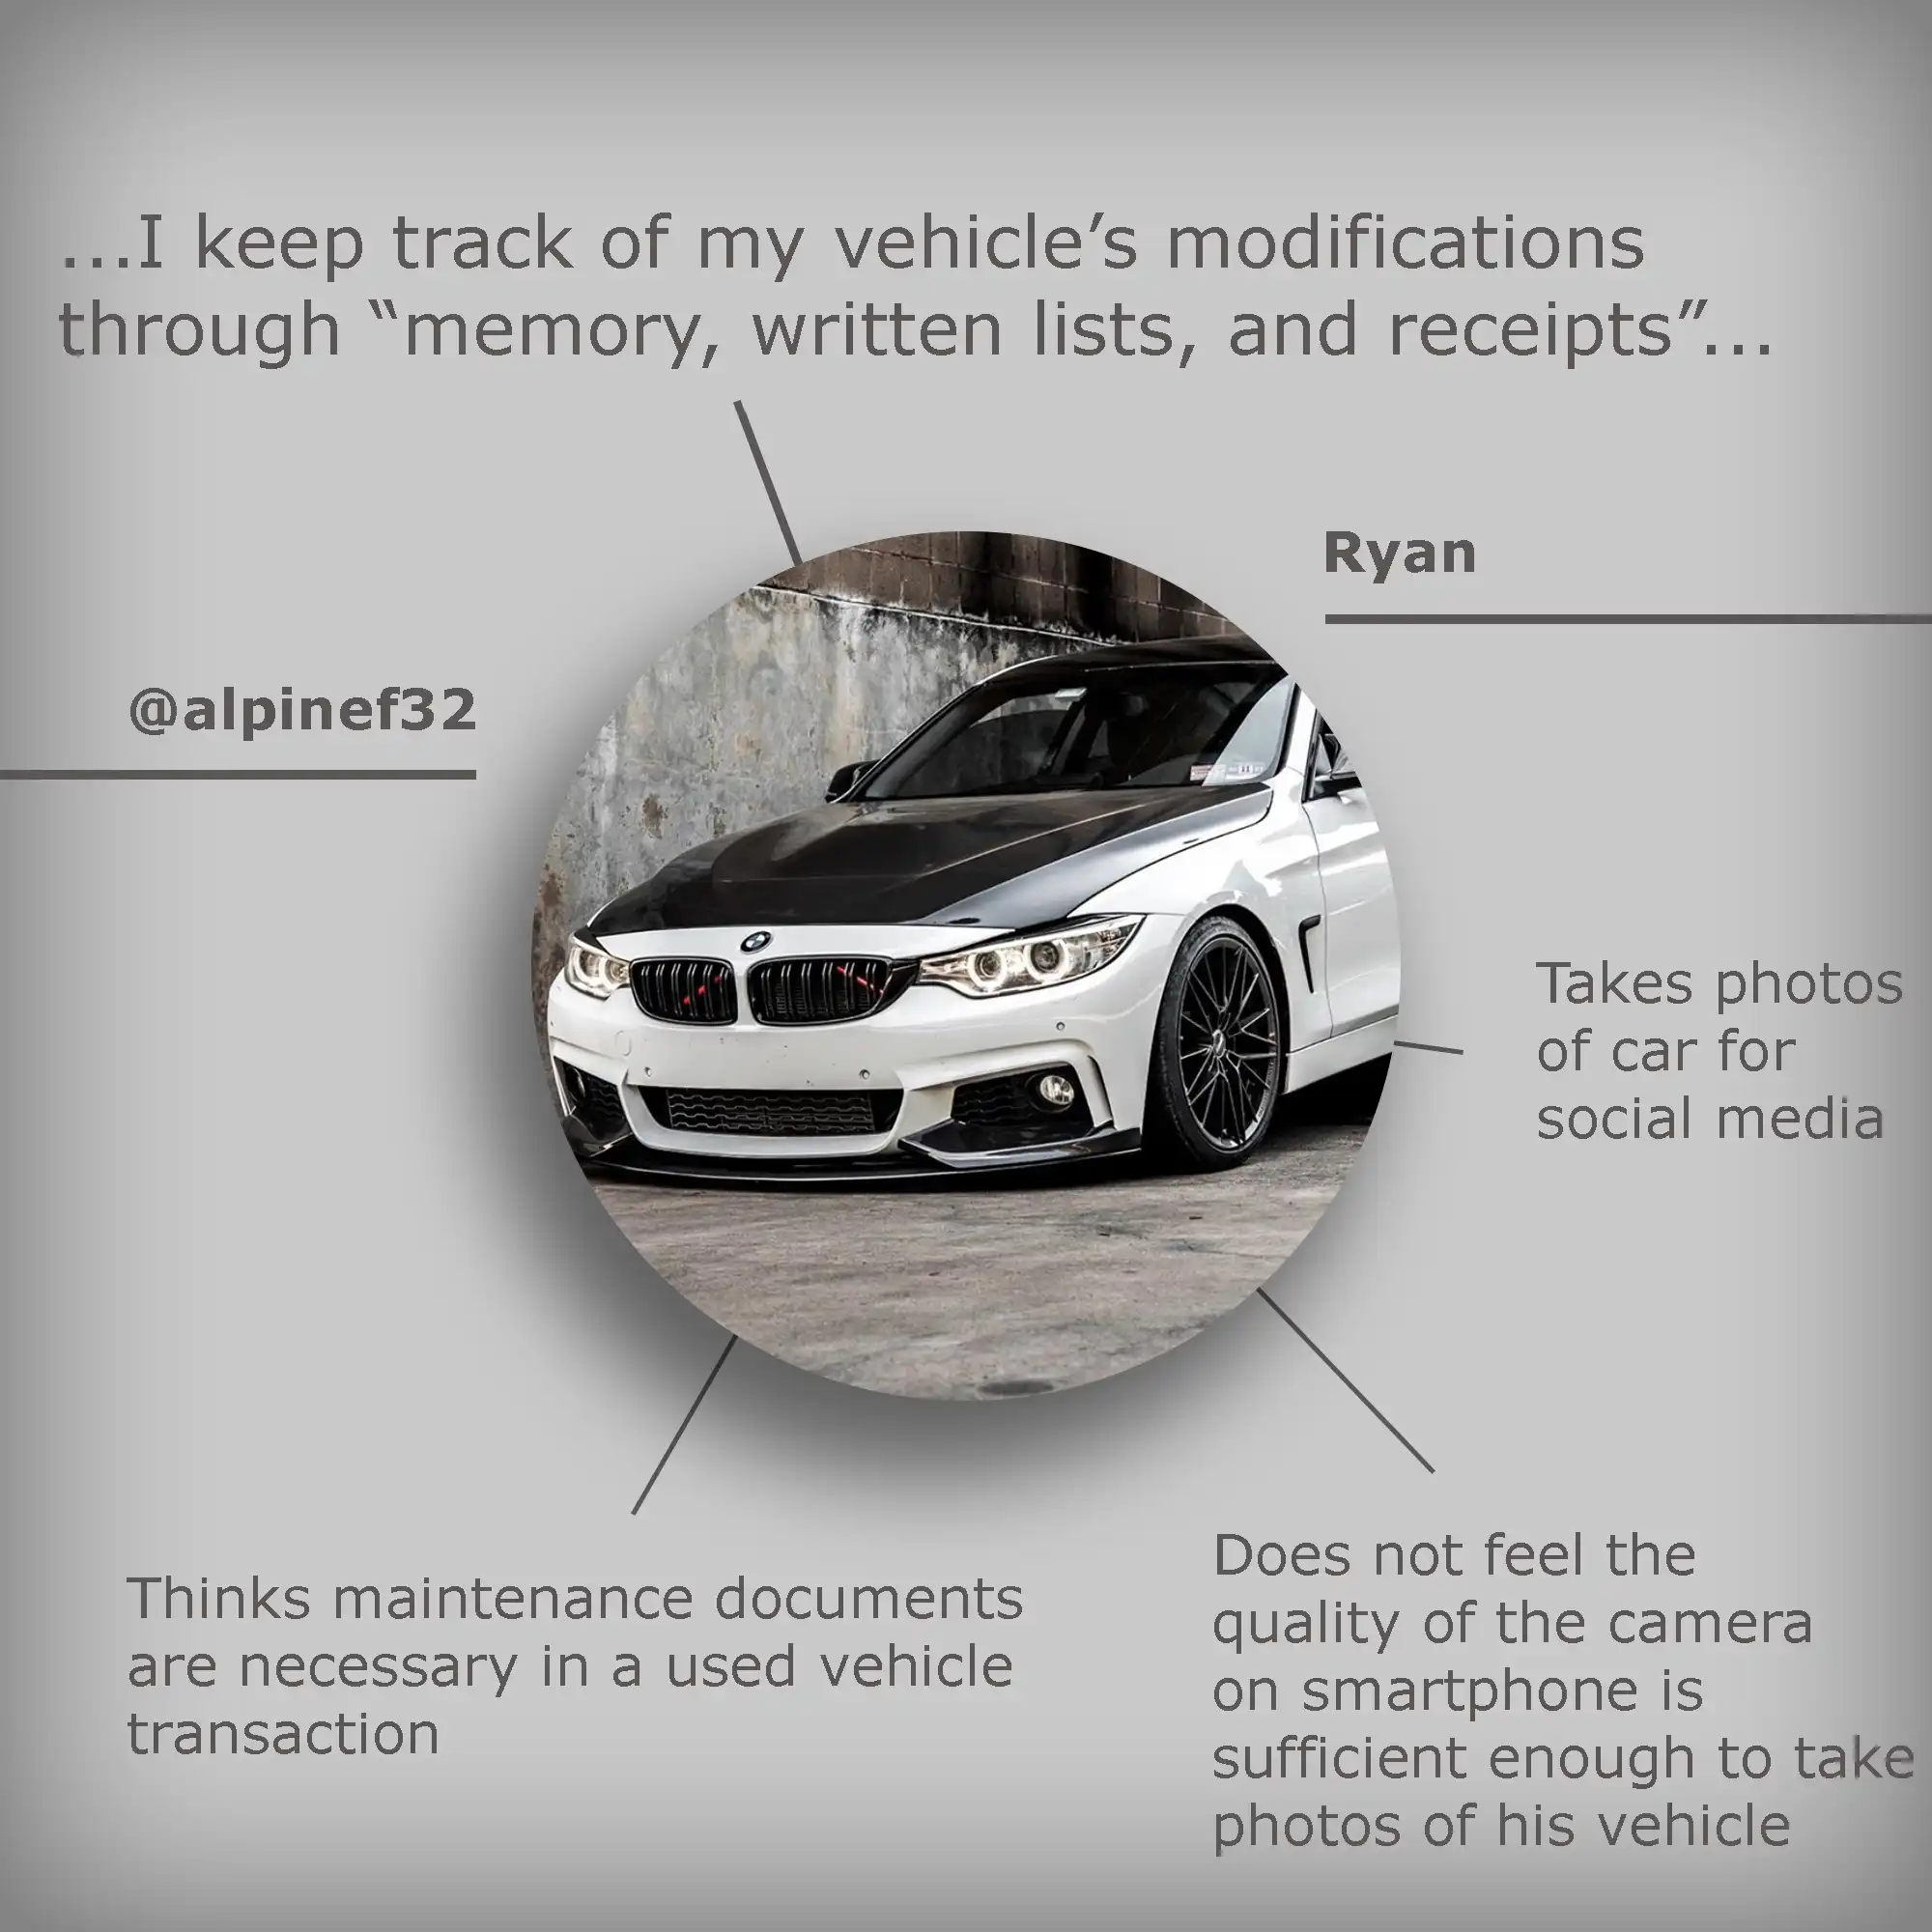 ...I keep track of my vehicle’s modifications
through “memory, written lists, and receipts”...
Ryan
@alpinef32
Takes photos
of car for
social media
Thinks maintenance documents
are necessary in a used vehicle
transaction
Does not feel the
quality of the camera
on smartphone is
sufficient enough to take
photos of his vehicle